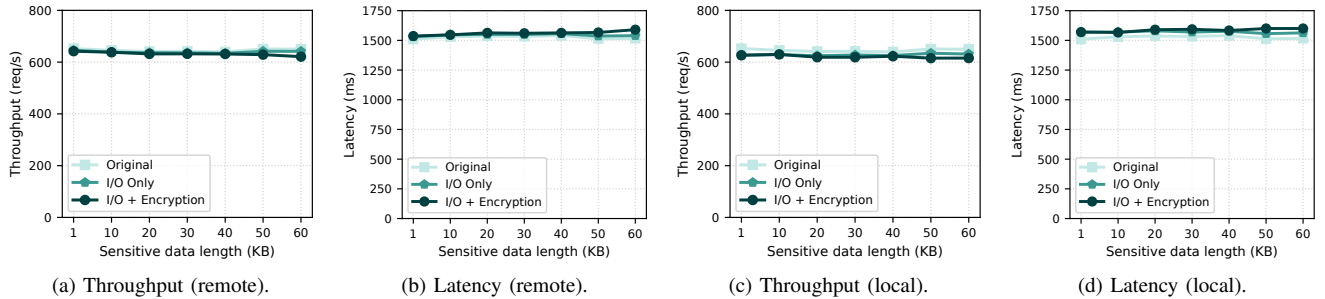 800
600
400
200
0
Throughput (req/s)
Original
I/O Only
I/O + Encryption
1 10 20 30 40 50 60
Sensitive data length (KB)
(a) Throughput (remote).
1750
1500
1250
1000
750
500
250
0
Latency (ms)
Original
I/O Only
I/O + Encryption
1 10 20 30 40 50 60
Sensitive data length (KB)
(b) Latency (remote).
800
600
400
200
0
Throughput (req/s)
Original
I/O Only
I/O + Encryption
1 10 20 30 40 50 60
Sensitive data length (KB)
(c) Throughput (local).
1750
1500
1250
1000
750
500
250
0
Latency (ms)
Original
I/O Only
I/O + Encryption
1 10 20 30 40 50 60
Sensitive data length (KB)
(d) Latency (local).